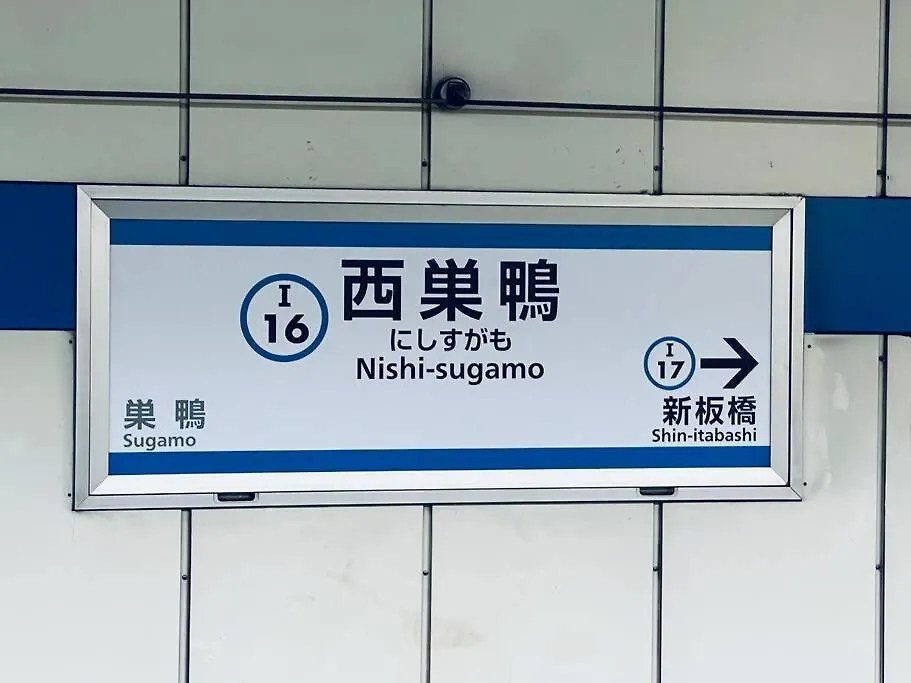 I
16
西巣鴨
にしすがも
Nishi-sugamo
I
17
新板橋
Shin-itabashi
巣鴨
Sugamo